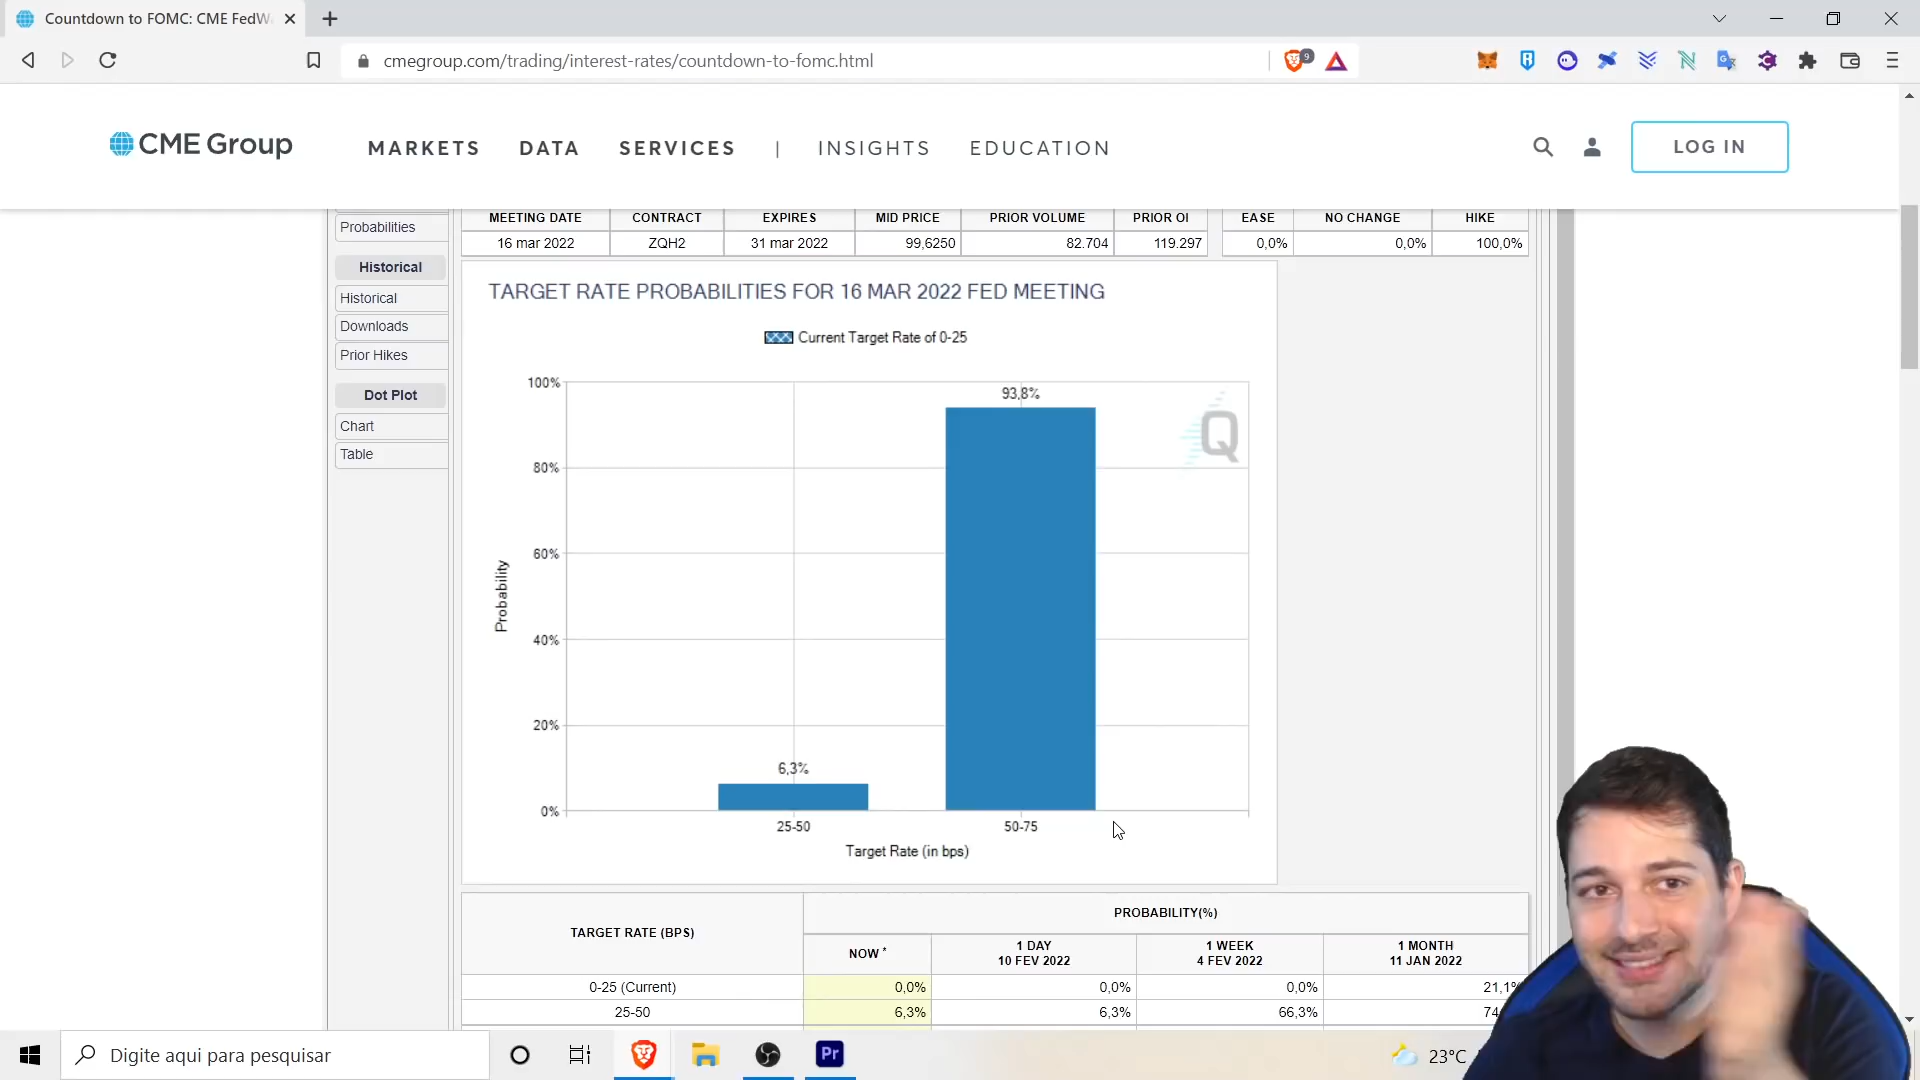 Countdown to FOMC: CME FedW
cmegroup.com/trading/interest-rates/countdown-to-fomc.html
9
CME Group
MARKETS DATA SERVICES | INSIGHTS EDUCATION
LOG IN
Probabilities
Historical
Historical
Downloads
Prior Hikes
Dot Plot
Chart
Table
MEETING DATE CONTRACT EXPIRES MID PRICE PRIOR VOLUME PRIOR OI EASE NO CHANGE HIKE
16 mar 2022 ZQH2 31 mar 2022 99,6250 82.704 119.297 0,0% 0,0% 100,0%
TARGET RATE PROBABILITIES FOR 16 MAR 2022 FED MEETING
Current Target Rate of 0-25
100%
80%
60%
40%
20%
0%
Probability
93,8%
6,3%
Q
25-50 50-75
Target Rate (in bps)
TARGET RATE (BPS) PROBABILITY(%)
NOW * 1 DAY 1 WEEK 1 MONTH
10 FEV 2022 4 FEV 2022 11 JAN 2022
0-25 (Current) 0,0% 0,0% 0,0% 21,1%
25-50 6,3% 6,3% 66,3% 74
Digite aqui para pesquisar
Pr
23°C